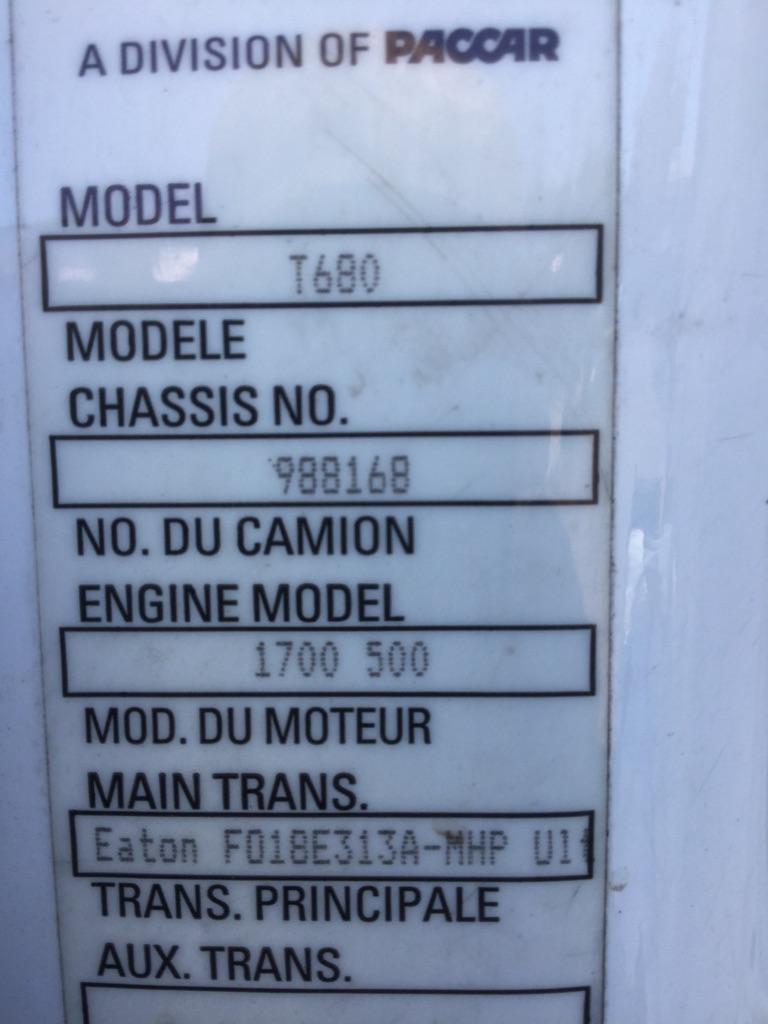 A DIVISION OF PACCAR
MODEL
T680
MODELE
CHASSIS NO.
988168
NO. DU CAMION
ENGINE MODEL
1700 500
MOD. DU MOTEUR
MAIN TRANS.
Eaton FO18E313A-MHP Ult
TRANS. PRINCIPALE
AUX. TRANS.